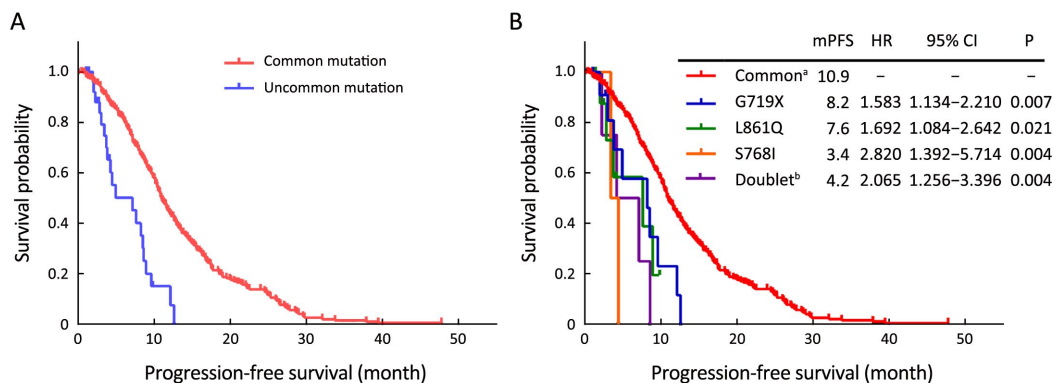 A
Survival probability
1.0
0.8
0.6
0.4
0.2
0
0 10 20 30 40 50
Progression-free survival (month)
Common mutation
Uncommon mutation
B
Survival probability
1.0
0.8
0.6
0.4
0.2
0
0 10 20 30 40 50
Progression-free survival (month)
mPFS HR 95% CI P
Commonᵃ 10.9 – – –
G719X 8.2 1.583 1.134–2.210 0.007
L861Q 7.6 1.692 1.084–2.642 0.021
S768I 3.4 2.820 1.392–5.714 0.004
Doubletᵇ 4.2 2.065 1.256–3.396 0.004